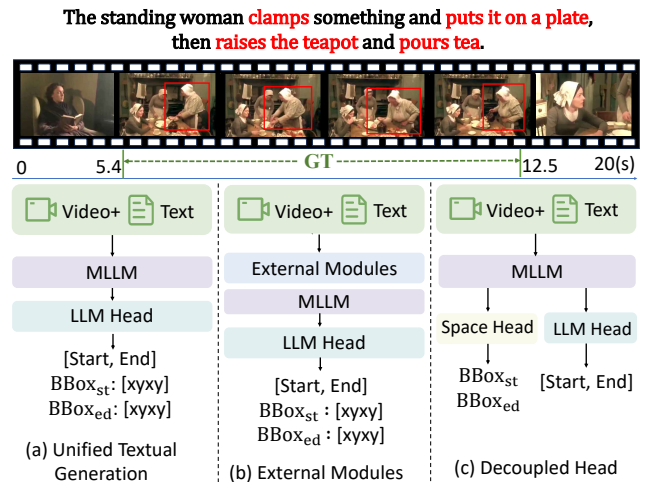 The standing woman clamps something and puts it on a plate,
then raises the teapot and pours tea.
0
5.4
GT
12.5
20(s)
Video+ Text
MLLM
LLM Head
[Start, End]
BBox_st: [xyxy]
BBox_ed: [xyxy]
(a) Unified Textual
Generation
Video+ Text
External Modules
MLLM
LLM Head
[Start, End]
BBox_st : [xyxy]
BBox_ed : [xyxy]
(b) External Modules
Video+ Text
MLLM
Space Head
LLM Head
BBox_st
BBox_ed
[Start, End]
(c) Decoupled Head